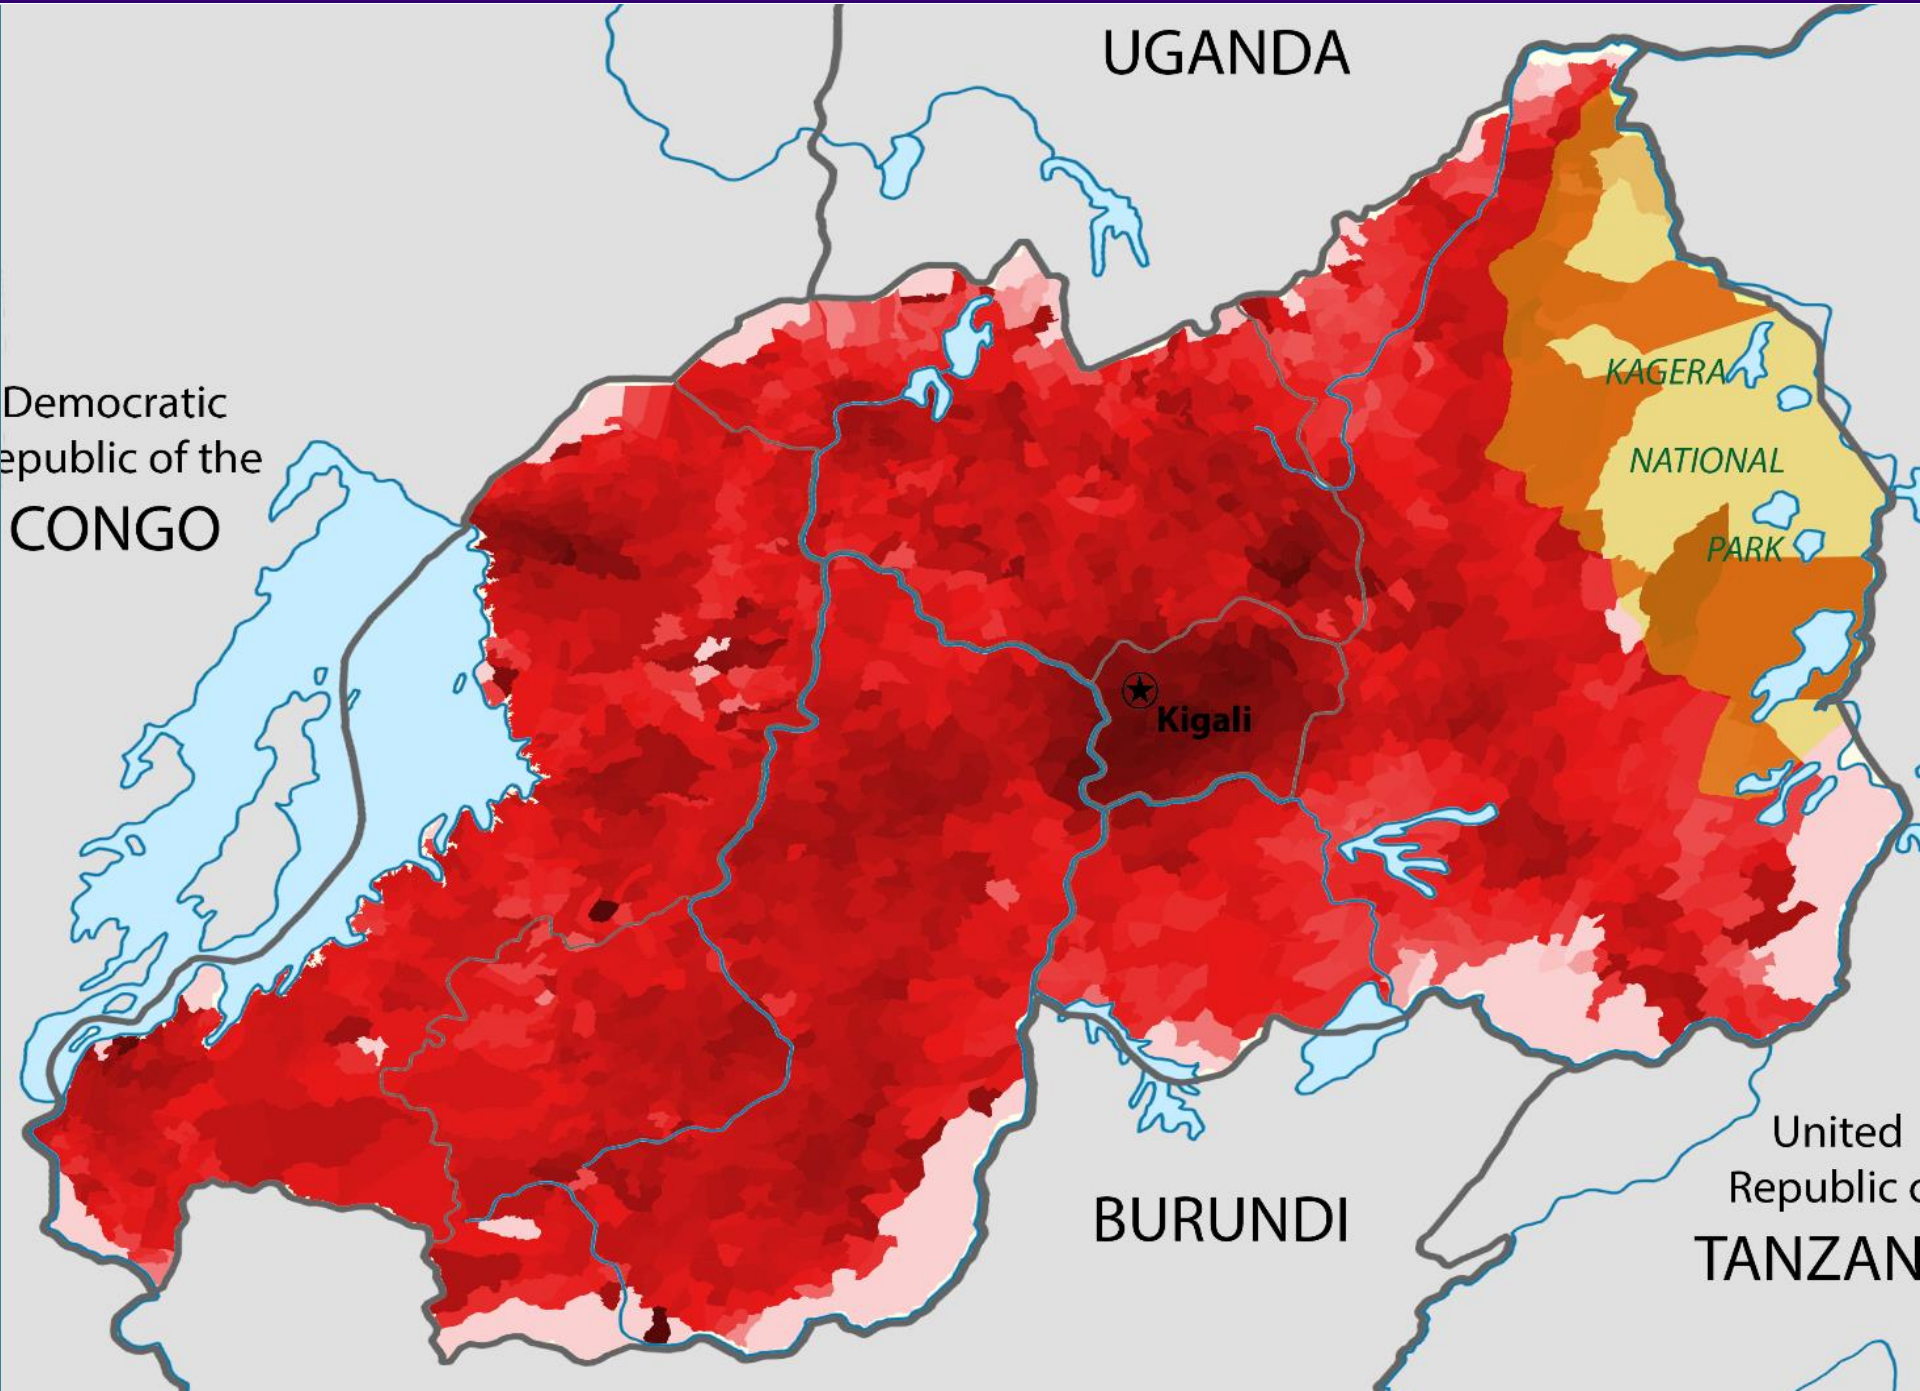 UGANDA
Democratic
epublic of the
CONGO
KAGERA
NATIONAL
PARK
Kigali
BURUNDI
United
Republic o
TANZAN